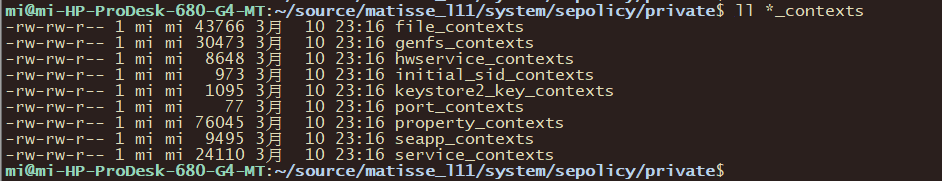 mi@mi-HP-ProDesk-680-G4-MT:~/source/matisse_l11/system/sepolicy/private$ ll *_contexts
-rw-rw-r-- 1 mi mi 43766 3月  10 23:16 file_contexts
-rw-rw-r-- 1 mi mi 30473 3月  10 23:16 genfs_contexts
-rw-rw-r-- 1 mi mi  8648 3月  10 23:16 hwservice_contexts
-rw-rw-r-- 1 mi mi   973 3月  10 23:16 initial_sid_contexts
-rw-rw-r-- 1 mi mi  1095 3月  10 23:16 keystore2_key_contexts
-rw-rw-r-- 1 mi mi    77 3月  10 23:16 port_contexts
-rw-rw-r-- 1 mi mi 76045 3月  10 23:16 property_contexts
-rw-rw-r-- 1 mi mi  9495 3月  10 23:16 seapp_contexts
-rw-rw-r-- 1 mi mi 24110 3月  10 23:16 service_contexts
mi@mi-HP-ProDesk-680-G4-MT:~/source/matisse_l11/system/sepolicy/private$